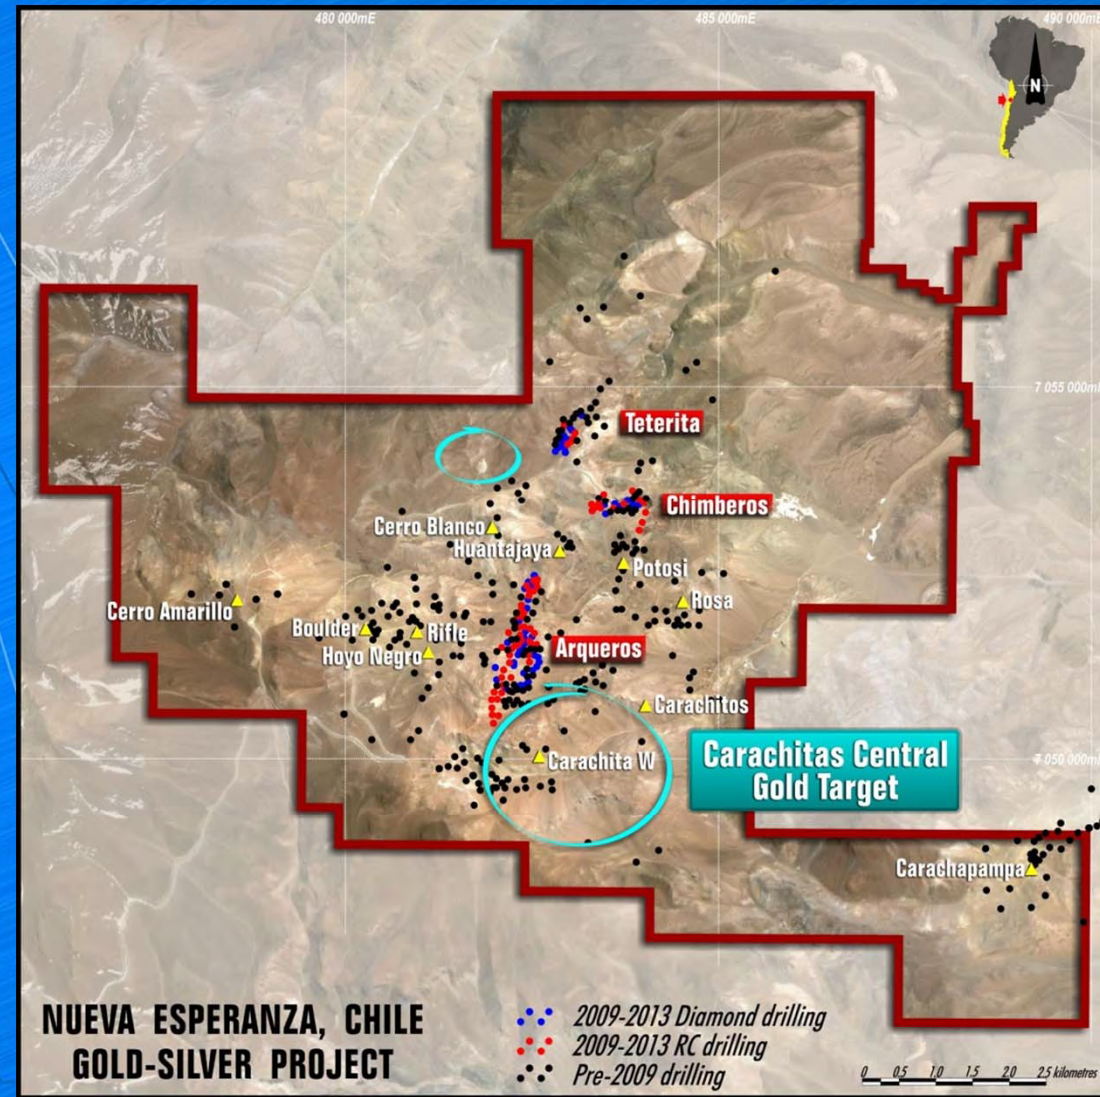 480 000mE
485 000mE
490 000mE
N
7 055 000mN
Teterita
Chimberos
Cerro Blanco
Huantajaya
Potosi
Cerro Amarillo
Rosa
Boulder
Rifle
Arqueros
Hoyo Negro
Carachitos
Carachita W
Carachitas Central
Gold Target
7 050 000mN
Carachapampa
NUEVA ESPERANZA, CHILE
GOLD-SILVER PROJECT
2009-2013 Diamond drilling
2009-2013 RC drilling
Pre-2009 drilling
0 0.5 1.0 1.5 2.0 2.5 kilometres